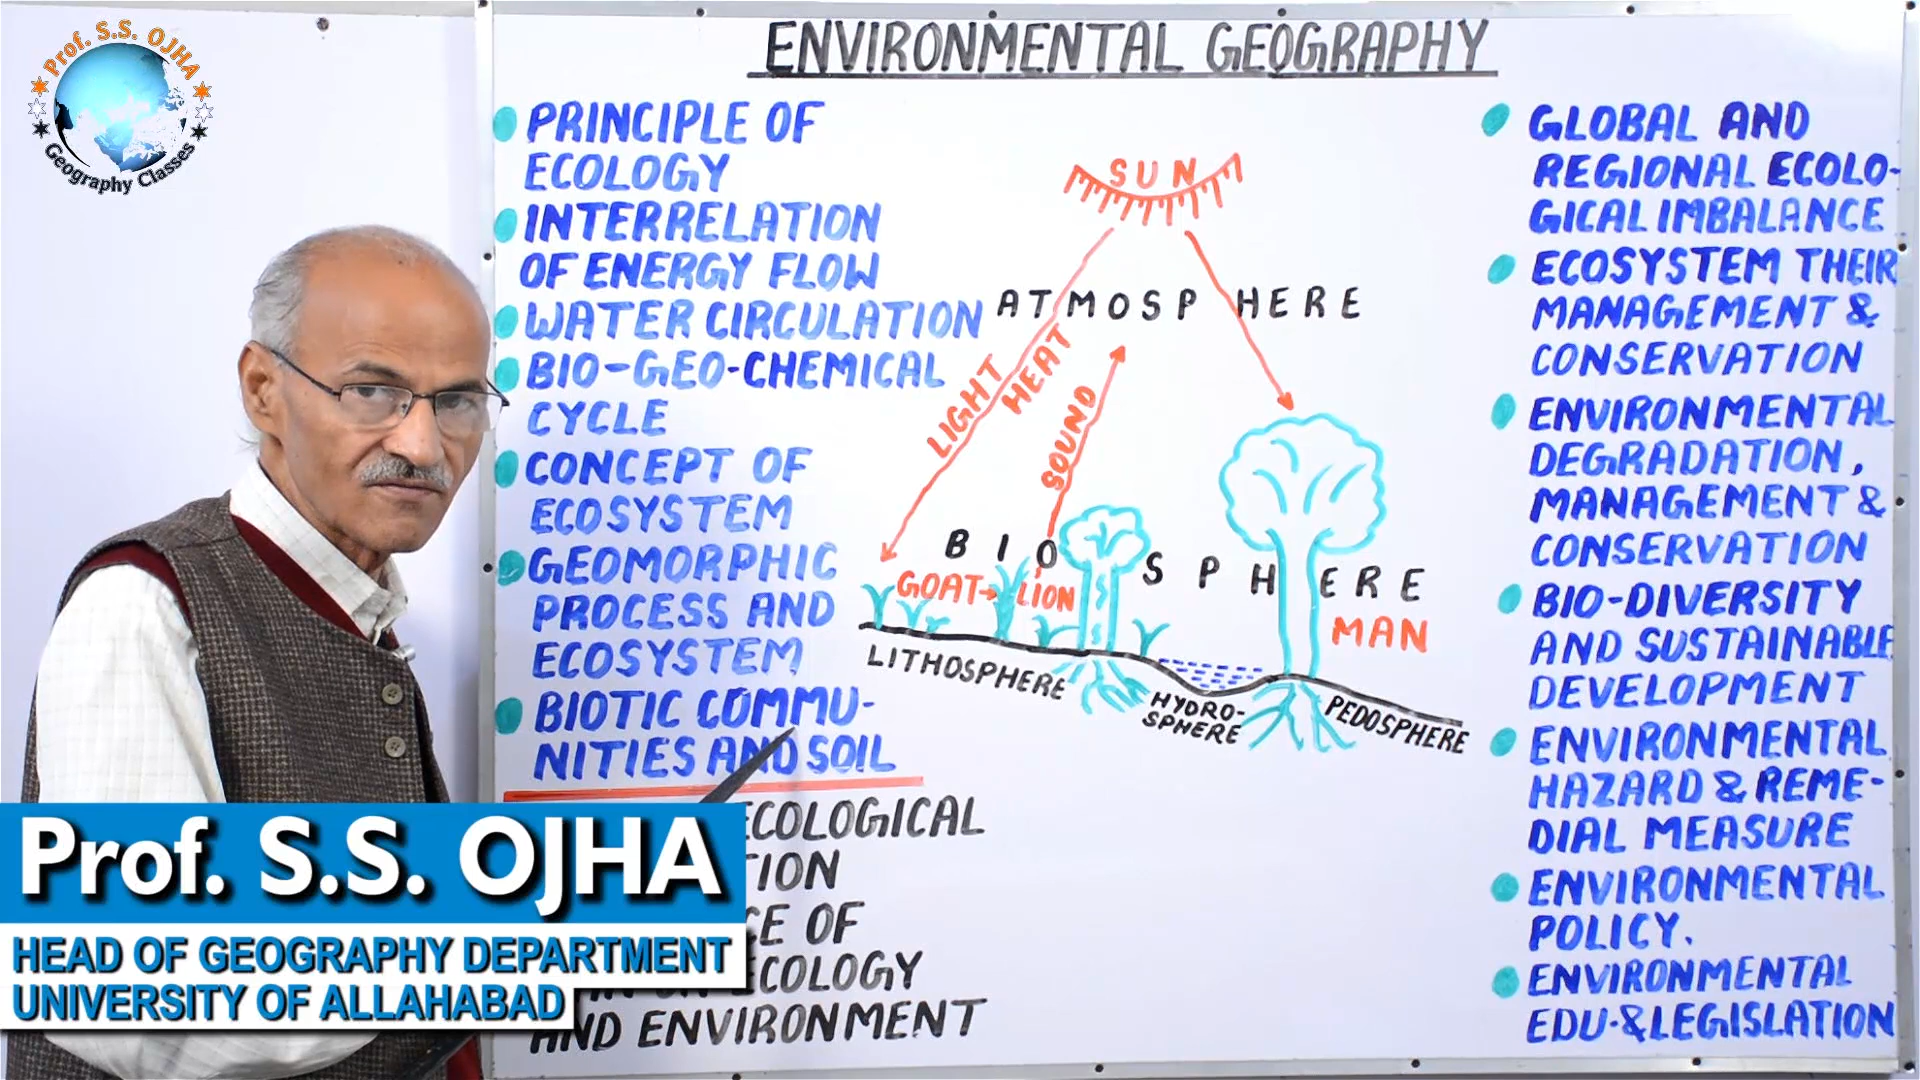 Prof. S.S. OJHA
Geography Classes
ENVIRONMENTAL GEOGRAPHY
PRINCIPLE OF
ECOLOGY
INTERRELATION
OF ENERGY FLOW
WATER CIRCULATION
BIO-GEO-CHEMICAL
CYCLE
CONCEPT OF
ECOSYSTEM
GEOMORPHIC
PROCESS AND
ECOSYSTEM
BIOTIC COMMU-
NITIES AND SOIL
ECOLOGICAL
OF
ECOLOGY
AND ENVIRONMENT
SUN
ATMOSPHERE
LIGHT
HEAT
SOUND
BIOSPHERE
GOAT→LION
MAN
LITHOSPHERE
HYDRO-
SPHERE
PEDOSPHERE
GLOBAL AND
REGIONAL ECOLO-
GICAL IMBALANCE
ECOSYSTEM THEIR
MANAGEMENT &
CONSERVATION
ENVIRONMENTAL
DEGRADATION,
MANAGEMENT &
CONSERVATION
BIO-DIVERSITY
AND SUSTAINABLE
DEVELOPMENT
ENVIRONMENTAL
HAZARD & REME-
DIAL MEASURE
ENVIRONMENTAL
POLICY.
ENVIRONMENTAL
EDU-&LEGISLATION
Prof. S.S. OJHA
HEAD OF GEOGRAPHY DEPARTMENT
UNIVERSITY OF ALLAHABAD